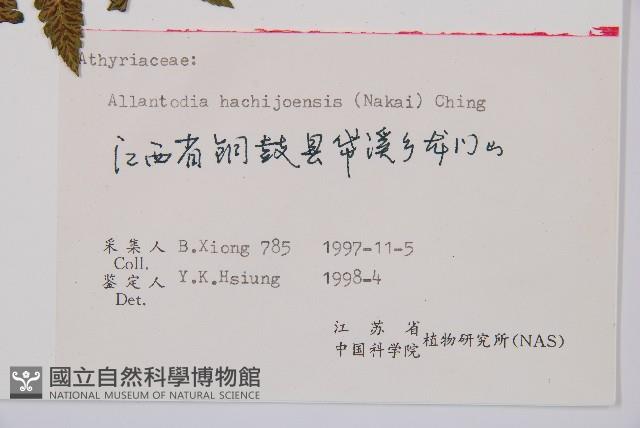 Athyriaceae:
Allantodia hachijoensis (Nakai) Ching
江西省铜鼓县带溪乡龙门山
采集人 B.Xiong 785 1997-11-5
Coll.
鉴定人 Y.K.Hsiung 1998-4
Det.
江苏省
中国科学院 植物研究所(NAS)
國立自然科學博物館
NATIONAL MUSEUM OF NATURAL SCIENCE